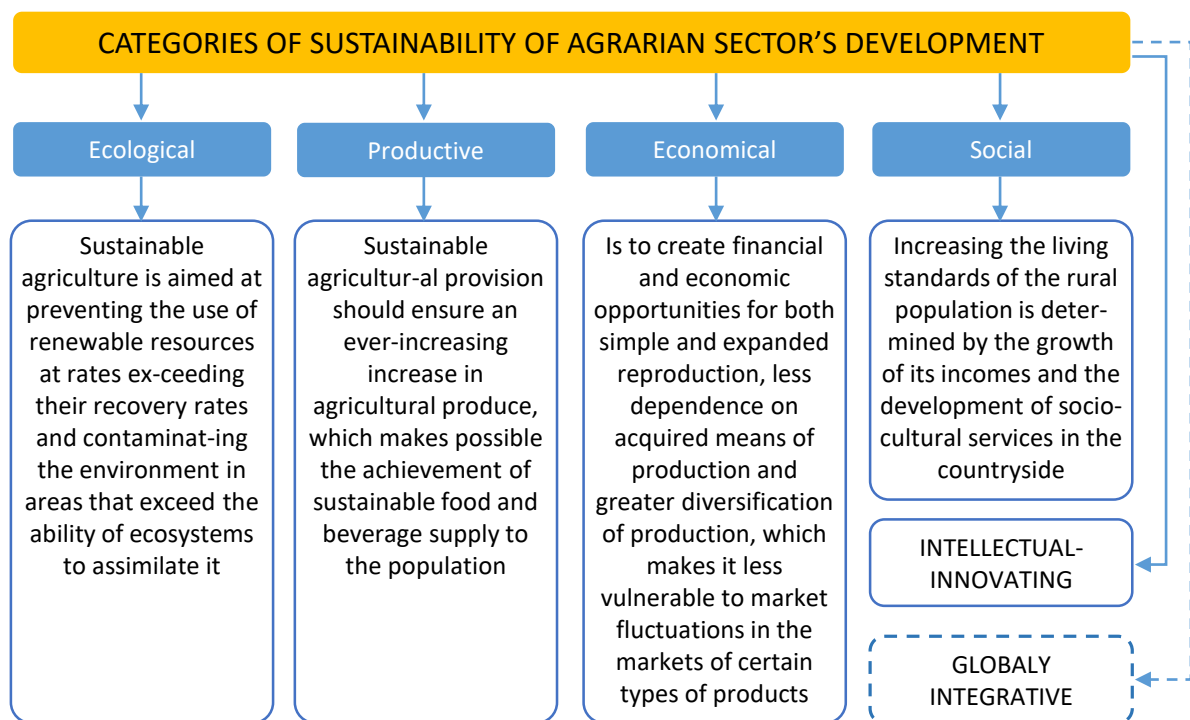 CATEGORIES OF SUSTAINABILITY OF AGRARIAN SECTOR’S DEVELOPMENT
Ecological
Productive
Economical
Social
Sustainable
agriculture is aimed at
preventing the use of
renewable resources
at rates ex-ceeding
their recovery rates
and contaminat-ing
the environment in
areas that exceed the
ability of ecosystems
to assimilate it
Sustainable
agricultur-al provision
should ensure an
ever-increasing
increase in
agricultural produce,
which makes possible
the achievement of
sustainable food and
beverage supply to
the population
Is to create financial
and economic
opportunities for both
simple and expanded
reproduction, less
dependence on
acquired means of
production and
greater diversification
of production, which
makes it less
vulnerable to market
fluctuations in the
markets of certain
types of products
Increasing the living
standards of the rural
population is deter-
mined by the growth
of its incomes and the
development of socio-
cultural services in the
countryside
INTELLECTUAL-
INNOVATING
GLOBALY
INTEGRATIVE